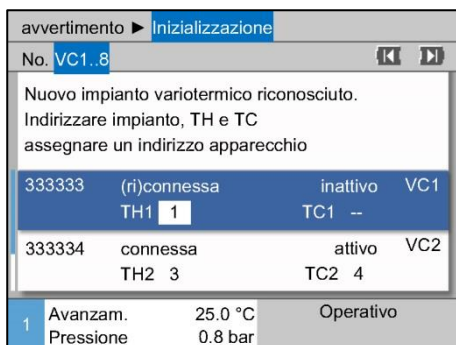 avvertimento ► Inizializzazione
No. VC1..8
Nuovo impianto variotermico riconosciuto.
Indirizzare impianto, TH e TC
assegnare un indirizzo apparecchio
333333 (ri)connessa inattivo VC1
TH1 1 TC1 --
333334 connessa attivo VC2
TH2 3 TC2 4
1 Avanzam. 25.0 °C Operativo
Pressione 0.8 bar